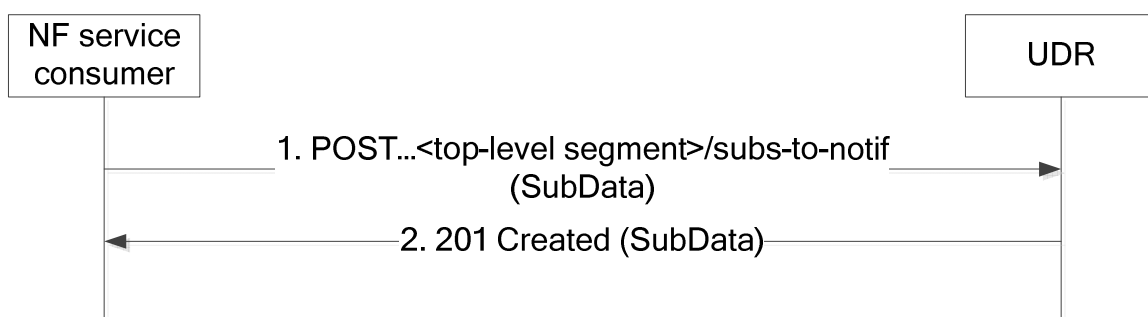 NF service
consumer
UDR
1. POST...<top-level segment>/subs-to-notif
(SubData)
2. 201 Created (SubData)